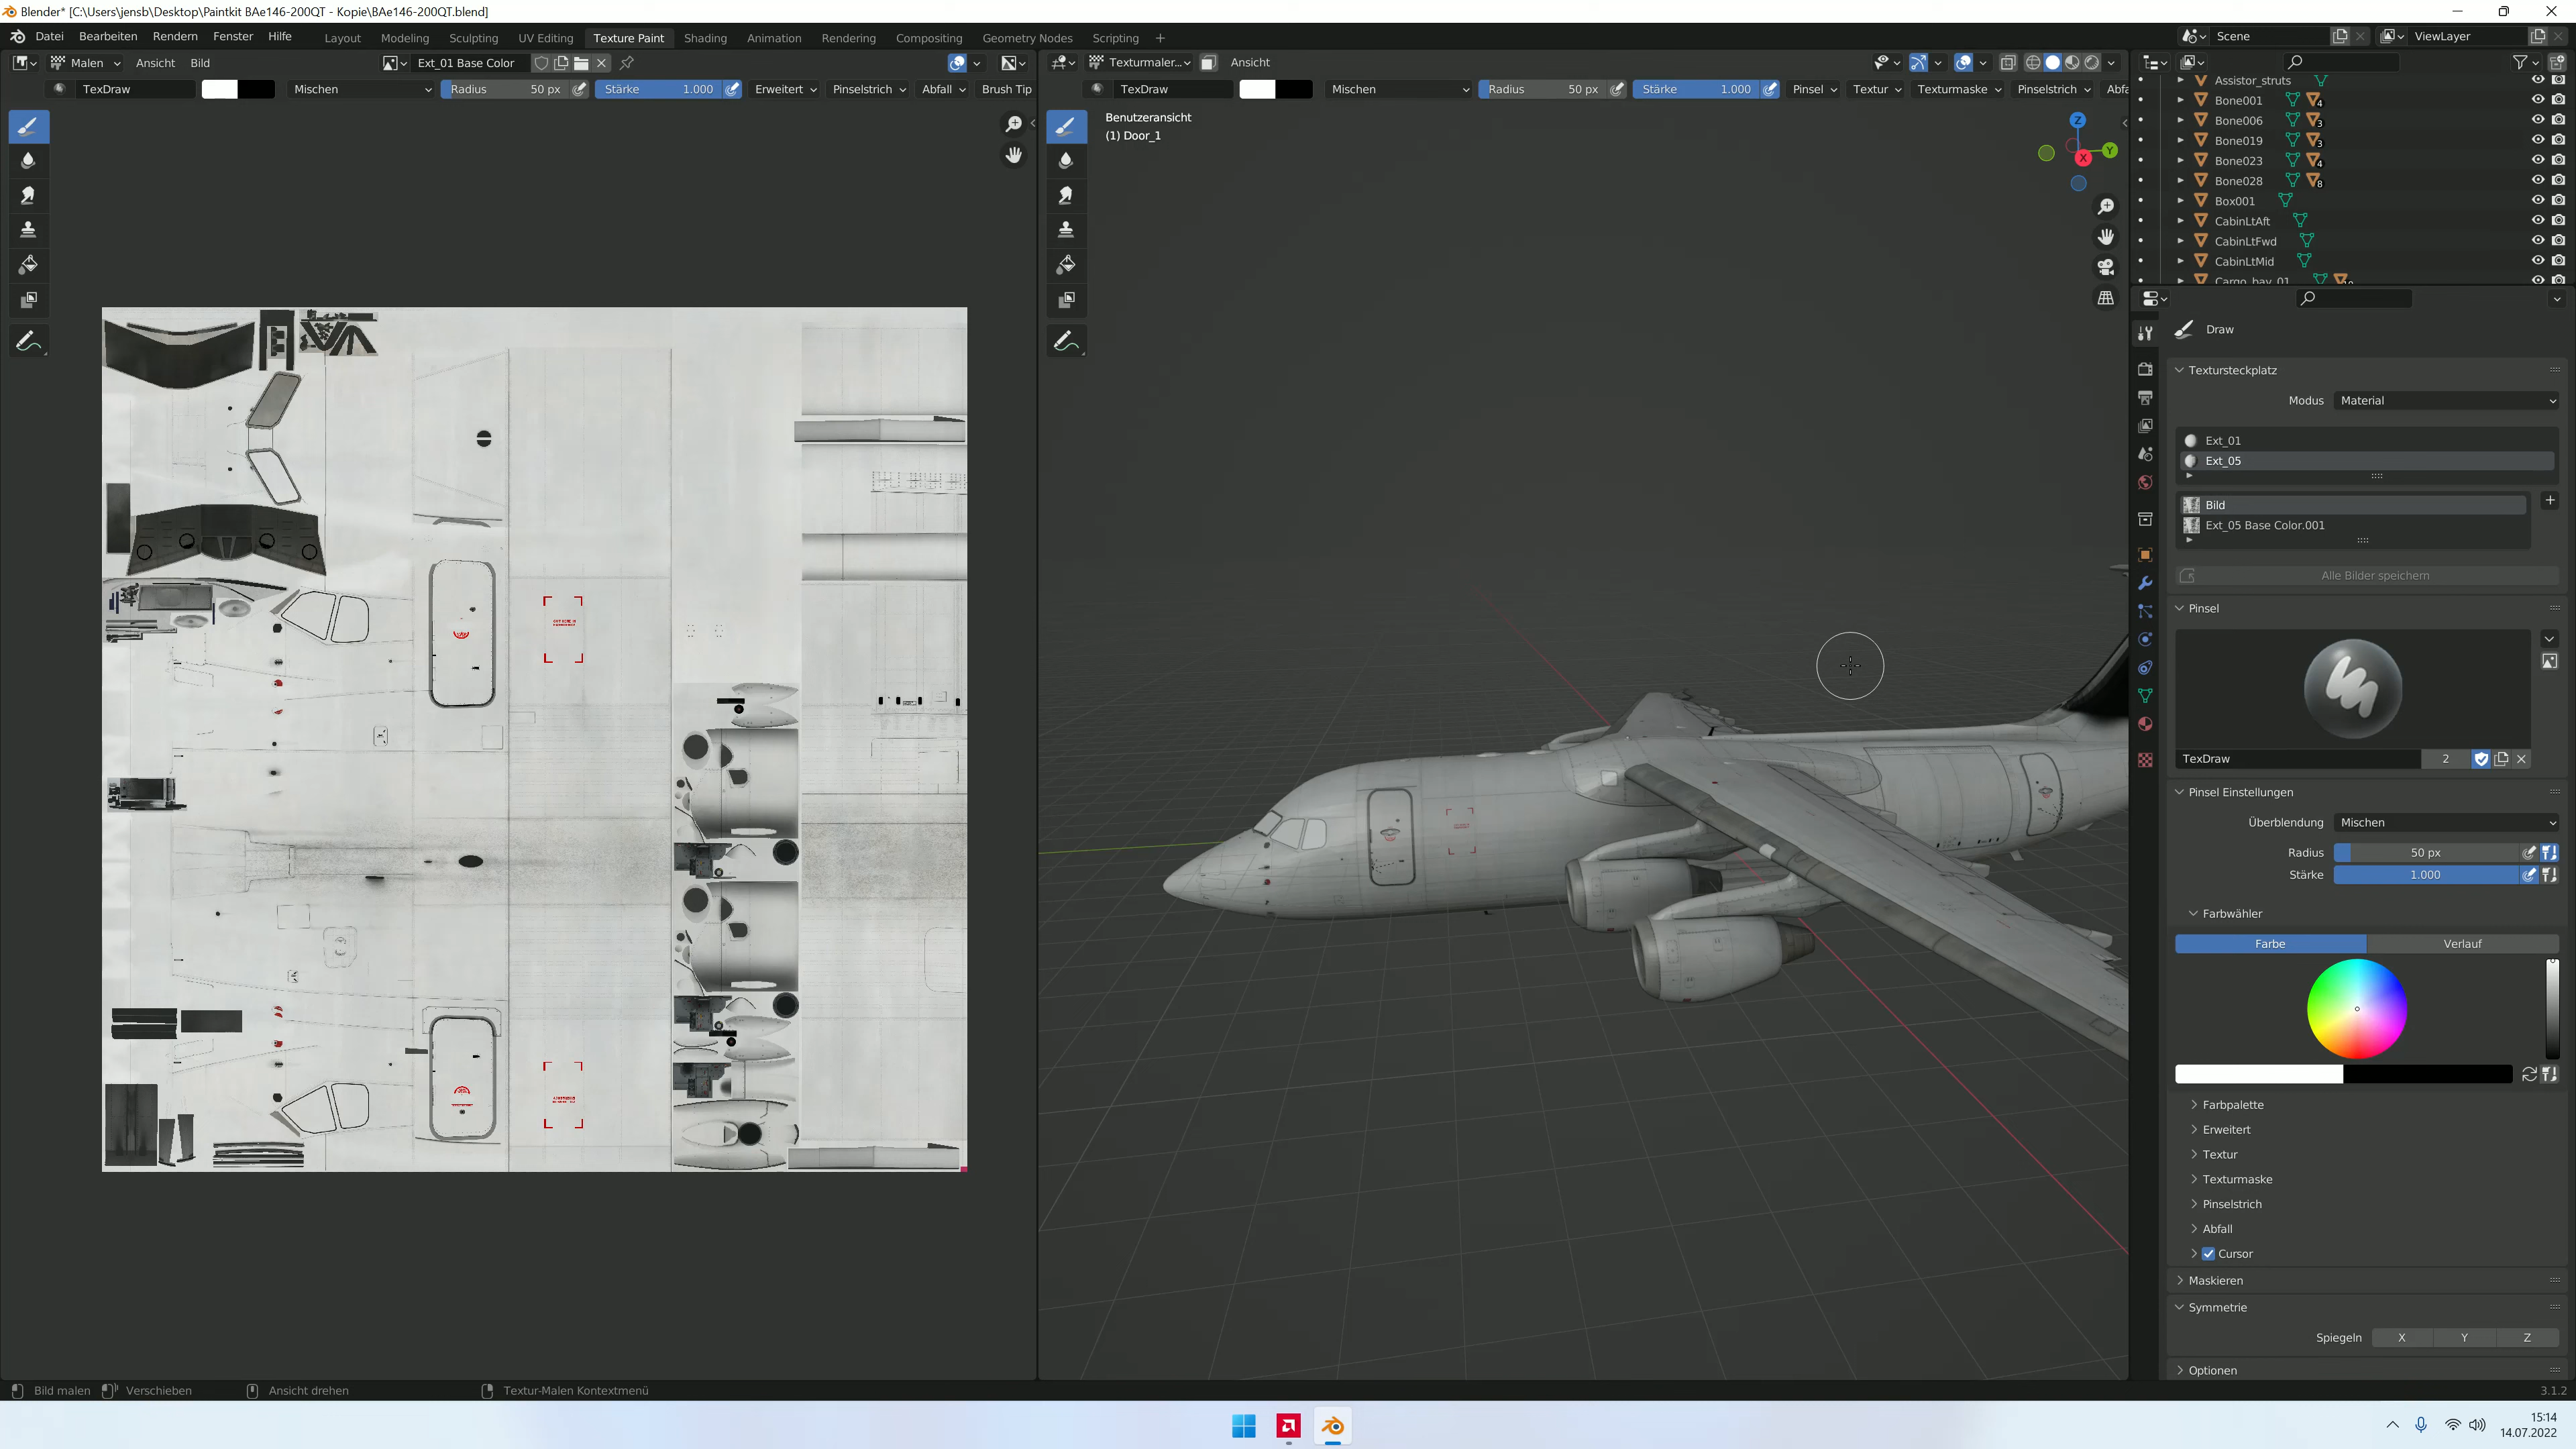 Blender* [C:\Users\jensb\Desktop\Paintkit BAe146-200QT - Kopie\BAe146-200QT.blend]
Datei Bearbeiten Rendern Fenster Hilfe Layout Modeling Sculpting UV Editing Texture Paint Shading Animation Rendering Compositing Geometry Nodes Scripting + Scene ViewLayer
Malen Ansicht Bild Ext_01 Base Color Texturmaler... Ansicht
TexDraw Mischen Radius 50 px Stärke 1.000 Erweitert Pinselstrich Abfall Brush Tip
TexDraw Mischen Radius 50 px Stärke 1.000 Pinsel Textur Texturmaske Pinselstrich Abfa
Benutzeransicht
(1) Door_1
Z
Y
X
Assistor_struts
Bone001 4
Bone006 3
Bone019 3
Bone023 4
Bone028 8
Box001
CabinLtAft
CabinLtFwd
CabinLtMid
Cargo_bay_01
Draw
Textursteckplatz
Modus Material
Ext_01
Ext_05
Bild
Ext_05 Base Color.001
Alle Bilder speichern
Pinsel
TexDraw 2
Pinsel Einstellungen
Überblendung Mischen
Radius 50 px
Stärke 1.000
Farbwähler
Farbe Verlauf
Farbpalette
Erweitert
Textur
Texturmaske
Pinselstrich
Abfall
Cursor
Maskieren
Symmetrie
Spiegeln X Y Z
Optionen
Bild malen Verschieben Ansicht drehen Textur-Malen Kontextmenü 3.1.2
15:14
14.07.2022